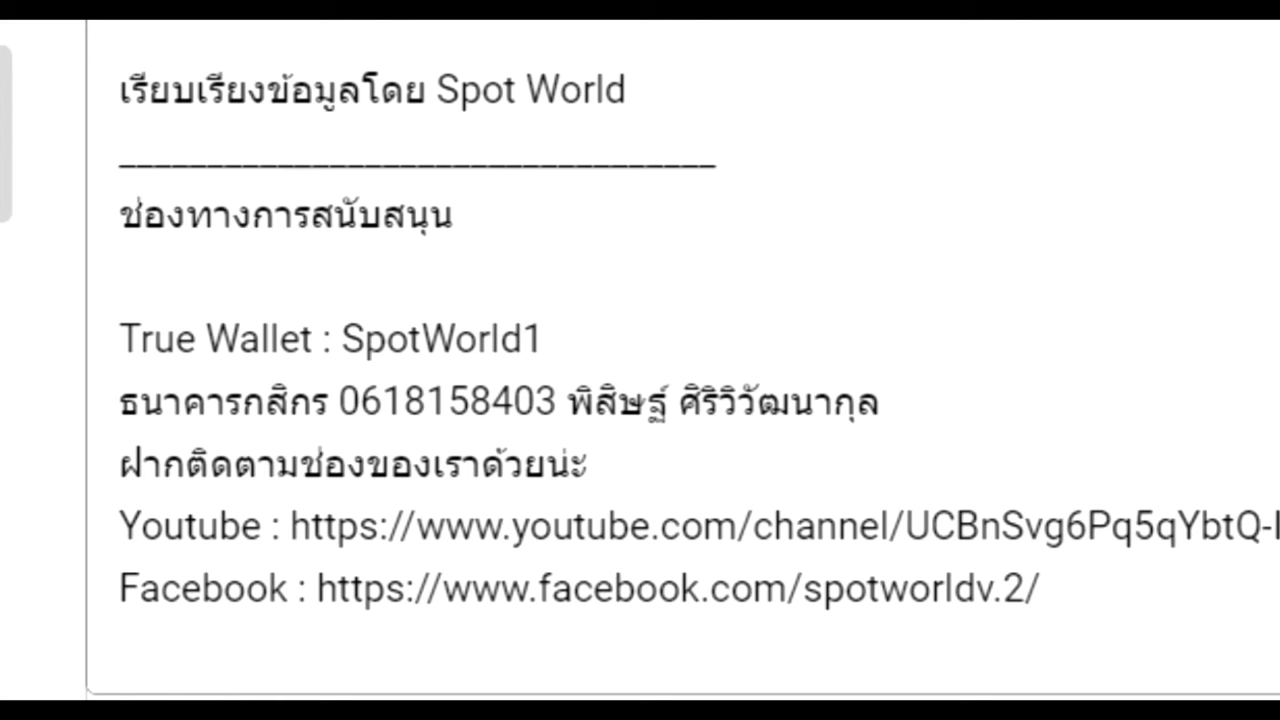 เรียบเรียงข้อมูลโดย Spot World
__________________________________
ช่องทางการสนับสนุน
True Wallet : SpotWorld1
ธนาคารกสิกร 0618158403 พิสิษฐ์ ศิริวิวัฒนากุล
ฝากติดตามช่องของเราด้วยน่ะ
Youtube : https://www.youtube.com/channel/UCBnSvg6Pq5qYbtQ-
Facebook : https://www.facebook.com/spotworldv.2/